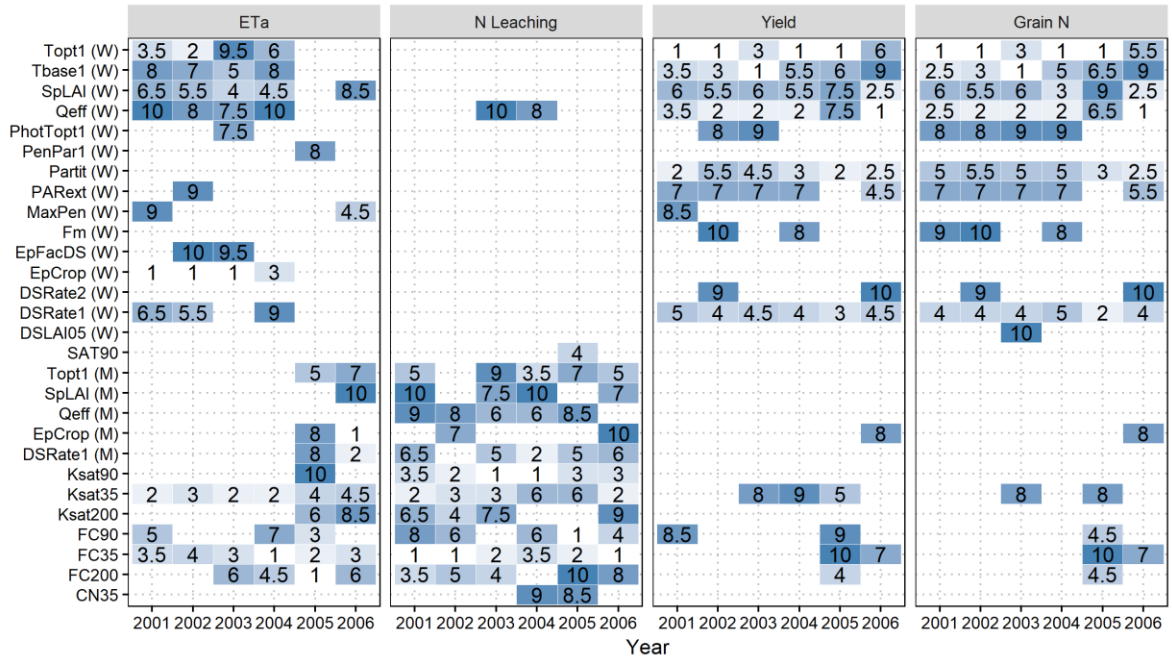 ETa N Leaching Yield Grain N
Topt1 (W) 3.5 2 9.5 6 1 1 3 1 1 6 1 1 3 1 1 5.5
Tbase1 (W) 8 7 5 8 3.5 3 1 5.5 6 9 2.5 3 1 5 6.5 9
SpLAI (W) 6.5 5.5 4 4.5 8.5 6 5.5 6 5.5 7.5 2.5 6 5.5 6 3 9 2.5
Qeff (W) 10 8 7.5 10 10 8 3.5 2 2 2 7.5 1 2.5 2 2 2 6.5 1
PhotTopt1 (W) 7.5 8 9 8 8 9 9
PenPar1 (W) 8
Partit (W) 2 5.5 4.5 3 2 2.5 5 5.5 5 5 3 2.5
PARext (W) 9 7 7 7 7 4.5 7 7 7 7 5.5
MaxPen (W) 9 4.5 8.5
Fm (W) 10 8 9 10 8
EpFacDS (W) 10 9.5
EpCrop (W) 1 1 1 3
DSRate2 (W) 9 10 9 10
DSRate1 (W) 6.5 5.5 9 5 4 4.5 4 3 4.5 4 4 4 5 2 4
DSLAI05 (W) 10
SAT90 4
Topt1 (M) 5 7 5 9 3.5 7 5
SpLAI (M) 10 10 7.5 10 7
Qeff (M) 9 8 6 6 8.5
EpCrop (M) 8 1 7 10 8 8
DSRate1 (M) 8 2 6.5 5 2 5 6
Ksat90 10 3.5 2 1 1 3 3
Ksat35 2 3 2 2 4 4.5 2 3 3 6 6 2 8 9 5 8 8
Ksat200 6 8.5 6.5 4 7.5 9
FC90 5 7 3 8 6 6 1 4 8.5 9 4.5
FC35 3.5 4 3 1 2 3 1 1 2 3.5 2 1 10 7 10 7
FC200 6 4.5 1 6 3.5 5 4 10 8 4 4.5
CN35 9 8.5
2001 2002 2003 2004 2005 2006 2001 2002 2003 2004 2005 2006 2001 2002 2003 2004 2005 2006 2001 2002 2003 2004 2005 2006
Year